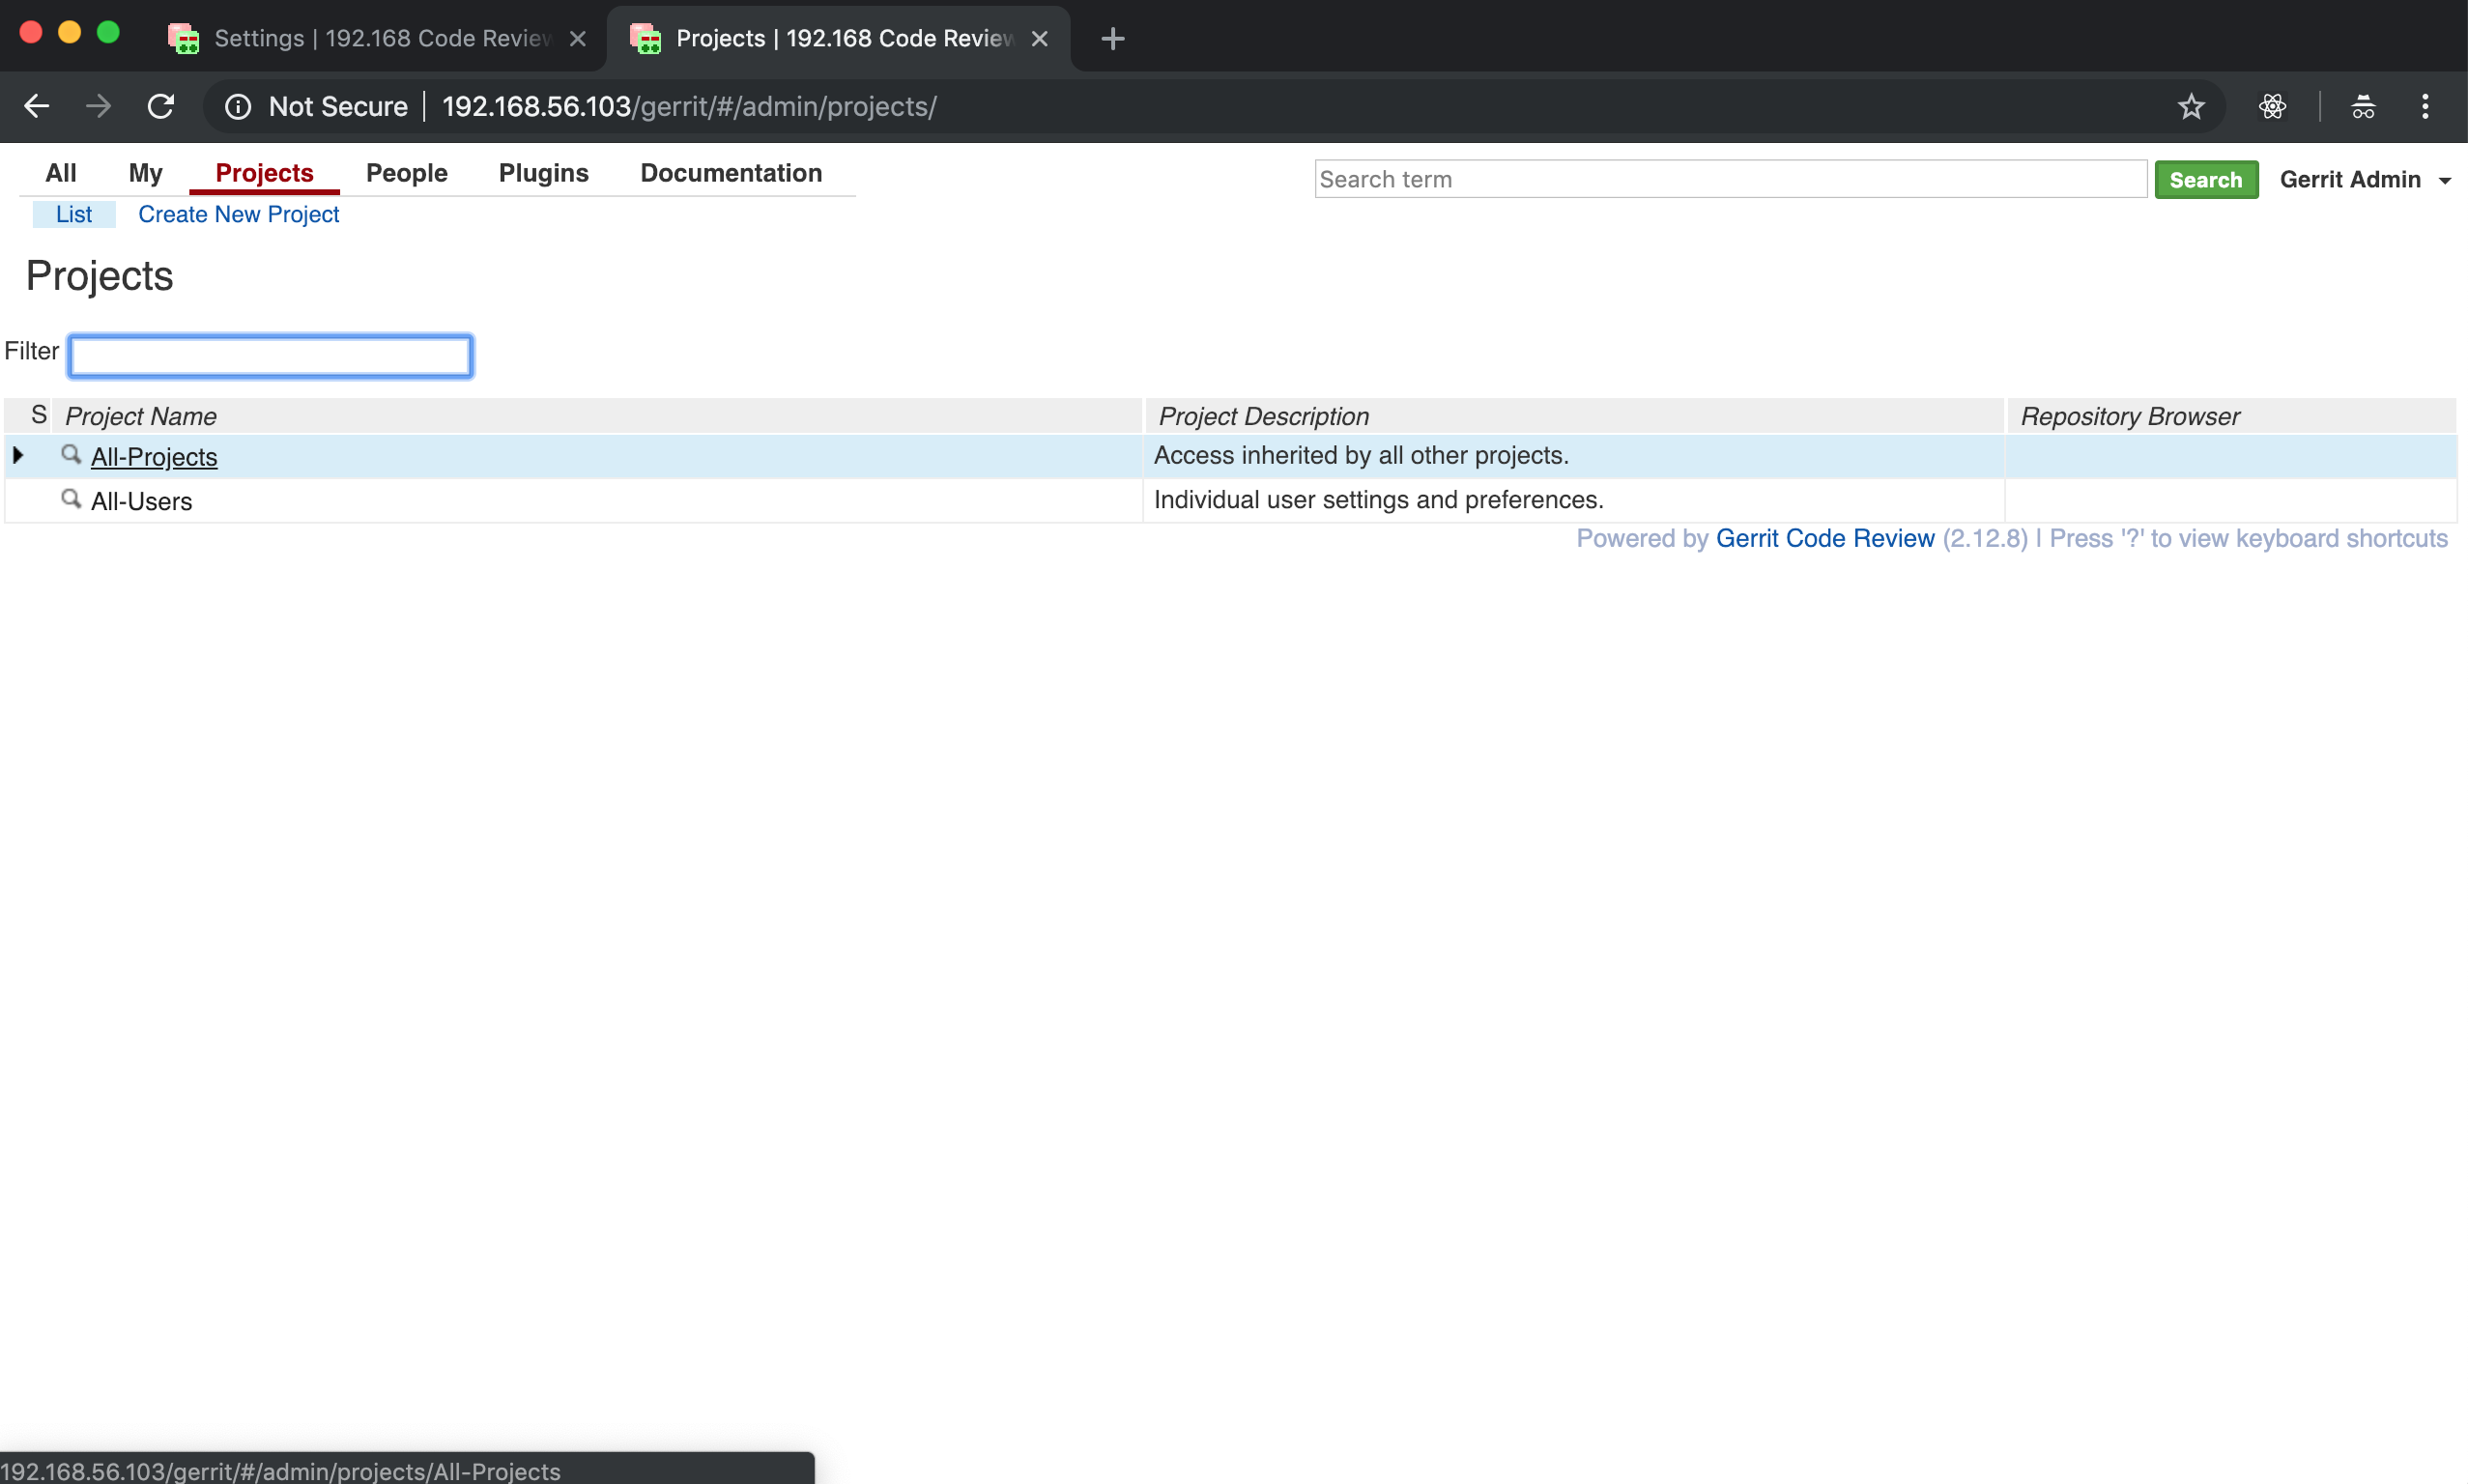 Settings | 192.168 Code Review
Projects | 192.168 Code Review
Not Secure | 192.168.56.103/gerrit/#/admin/projects/
All My Projects People Plugins Documentation
Search term Search Gerrit Admin
List Create New Project
Projects
Filter
S Project Name Project Description Repository Browser
All-Projects Access inherited by all other projects.
All-Users Individual user settings and preferences.
Powered by Gerrit Code Review (2.12.8) | Press '?' to view keyboard shortcuts
192.168.56.103/gerrit/#/admin/projects/All-Projects